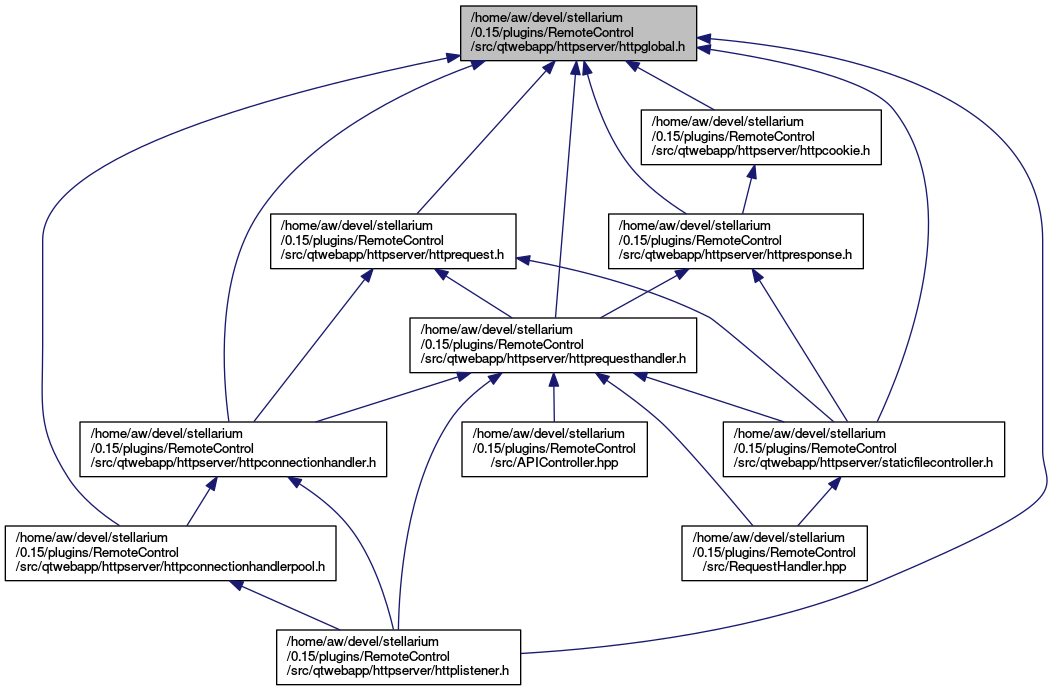 /home/aw/devel/stellarium
/0.15/plugins/RemoteControl
/src/qtwebapp/httpserver/httpglobal.h
/home/aw/devel/stellarium
/0.15/plugins/RemoteControl
/src/qtwebapp/httpserver/httpcookie.h
/home/aw/devel/stellarium
/0.15/plugins/RemoteControl
/src/qtwebapp/httpserver/httprequest.h
/home/aw/devel/stellarium
/0.15/plugins/RemoteControl
/src/qtwebapp/httpserver/httpresponse.h
/home/aw/devel/stellarium
/0.15/plugins/RemoteControl
/src/qtwebapp/httpserver/httprequesthandler.h
/home/aw/devel/stellarium
/0.15/plugins/RemoteControl
/src/qtwebapp/httpserver/httpconnectionhandler.h
/home/aw/devel/stellarium
/0.15/plugins/RemoteControl
/src/APIController.hpp
/home/aw/devel/stellarium
/0.15/plugins/RemoteControl
/src/qtwebapp/httpserver/staticfilecontroller.h
/home/aw/devel/stellarium
/0.15/plugins/RemoteControl
/src/qtwebapp/httpserver/httpconnectionhandlerpool.h
/home/aw/devel/stellarium
/0.15/plugins/RemoteControl
/src/RequestHandler.hpp
/home/aw/devel/stellarium
/0.15/plugins/RemoteControl
/src/qtwebapp/httpserver/httplistener.h